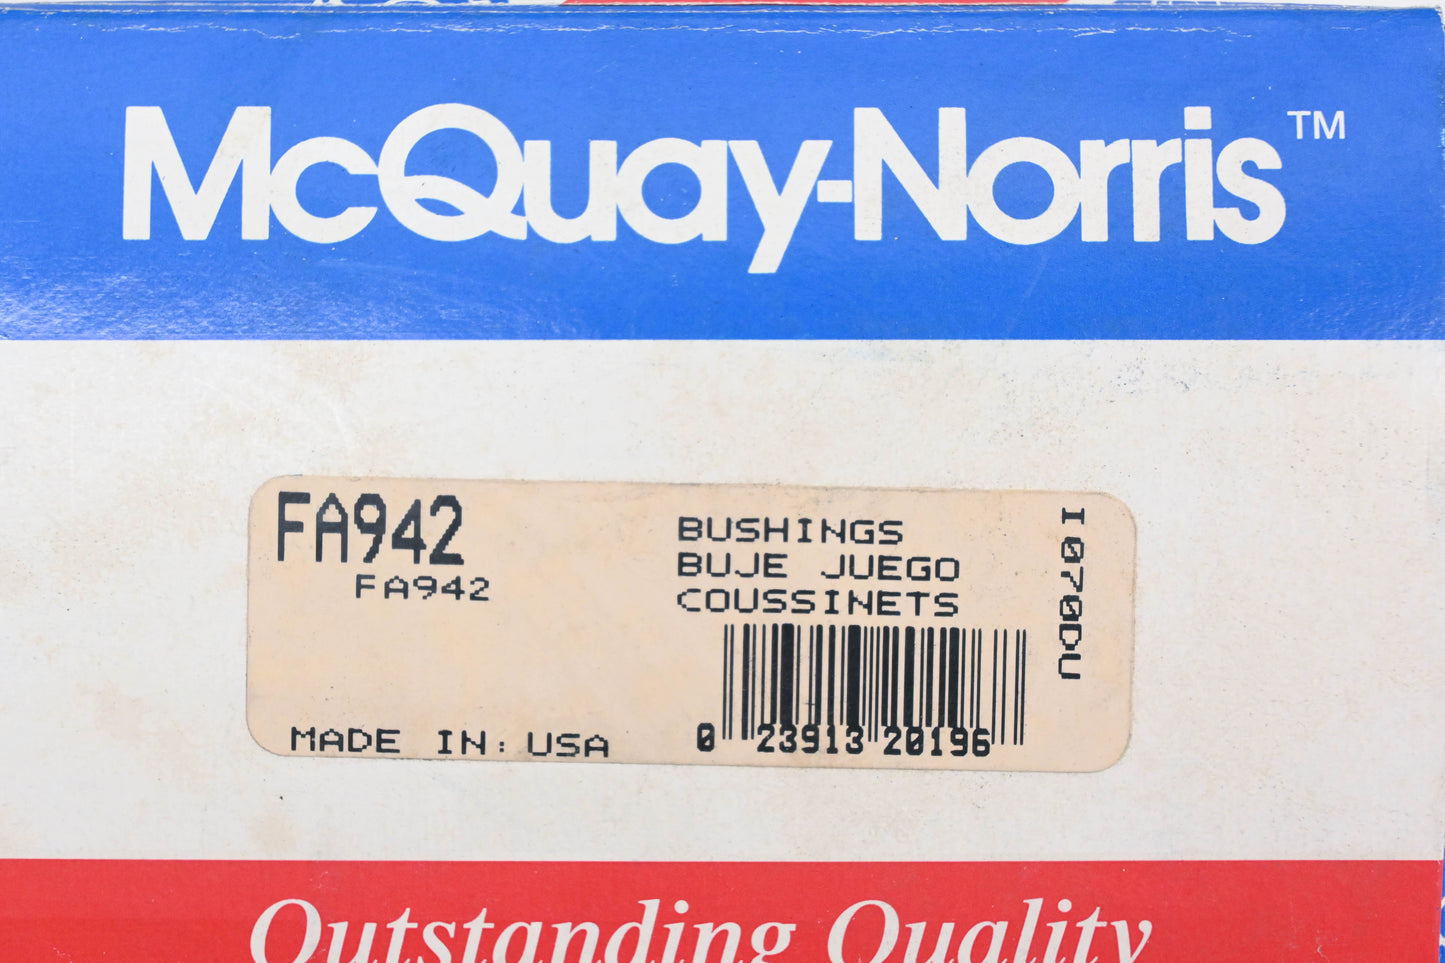 McQuay-Norris™
FA942
FA942
BUSHINGS
BUJE JUEGO
COUSSINETS
I070DU
MADE IN: USA
0 23913 20196
Outstanding Quality